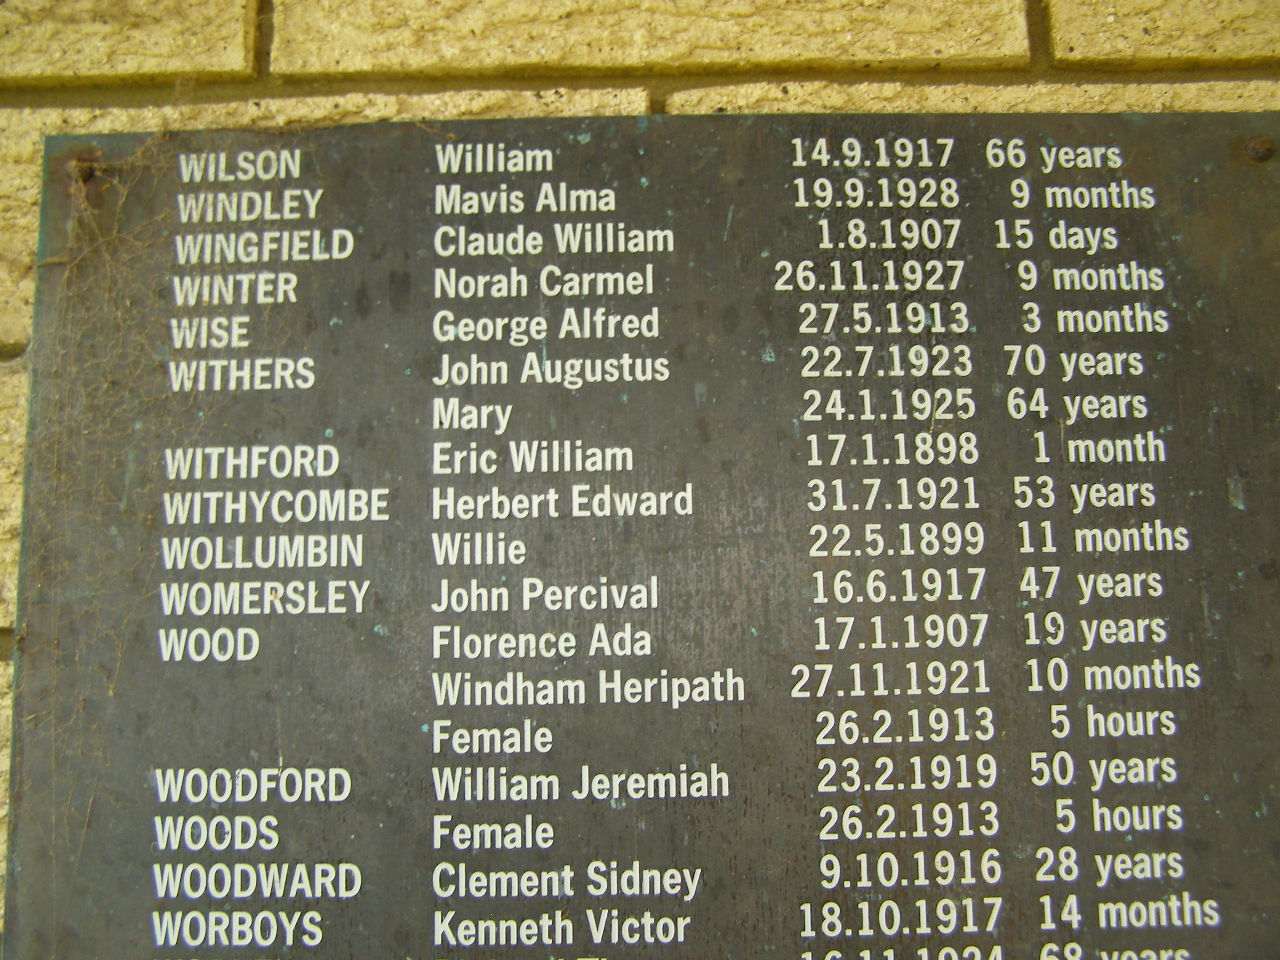 WILSON William 14.9.1917 66 years
WINDLEY Mavis Alma 19.9.1928 9 months
WINGFIELD Claude William 1.8.1907 15 days
WINTER Norah Carmel 26.11.1927 9 months
WISE George Alfred 27.5.1913 3 months
WITHERS John Augustus 22.7.1923 70 years
Mary 24.1.1925 64 years
WITHFORD Eric William 17.1.1898 1 month
WITHYCOMBE Herbert Edward 31.7.1921 53 years
WOLLUMBIN Willie 22.5.1899 11 months
WOMERSLEY John Percival 16.6.1917 47 years
WOOD Florence Ada 17.1.1907 19 years
Windham Heripath 27.11.1921 10 months
Female 26.2.1913 5 hours
WOODFORD William Jeremiah 23.2.1919 50 years
WOODS Female 26.2.1913 5 hours
WOODWARD Clement Sidney 9.10.1916 28 years
WORBOYS Kenneth Victor 18.10.1917 14 months
16.11.1924 68 years